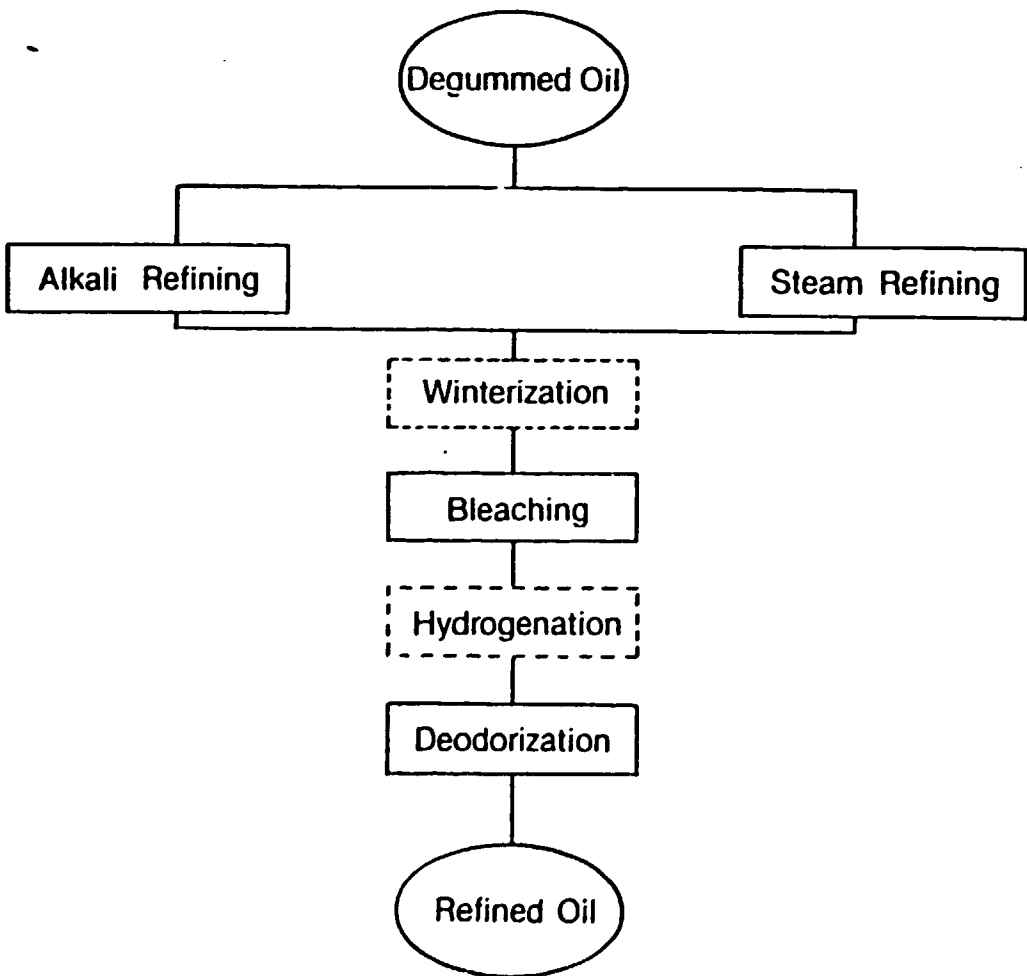 Degummed Oil
Alkali Refining
Steam Refining
Winterization
Bleaching
Hydrogenation
Deodorization
Refined Oil